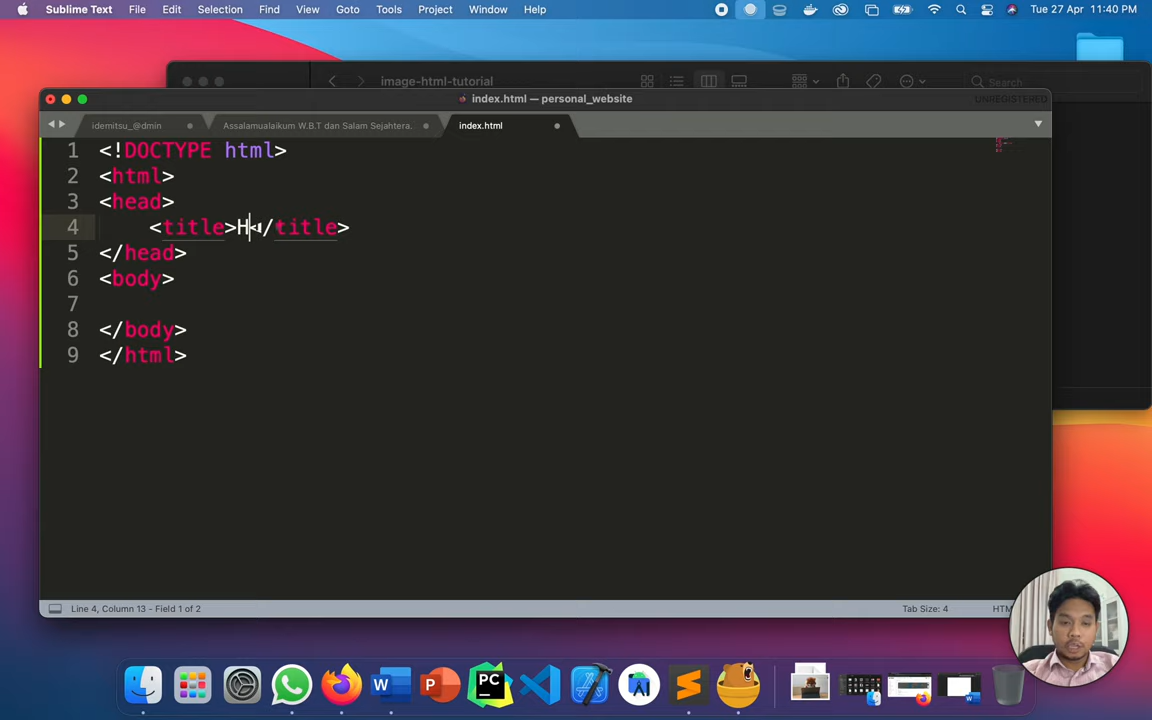 Sublime Text File Edit Selection Find View Goto Tools Project Window Help Tue 27 Apr 11:40 PM
image-html-tutorial Search
index.html — personal_website UNREGISTERED
idemitsu_@dmin Assalamualaikum W.B.T dan Salam Sejahtera. index.html
1 <!DOCTYPE html>
2 <html>
3 <head>
4 <title>H</title>
5 </head>
6 <body>
7
8 </body>
9 </html>
Line 4, Column 13 - Field 1 of 2 Tab Size: 4
W P PC